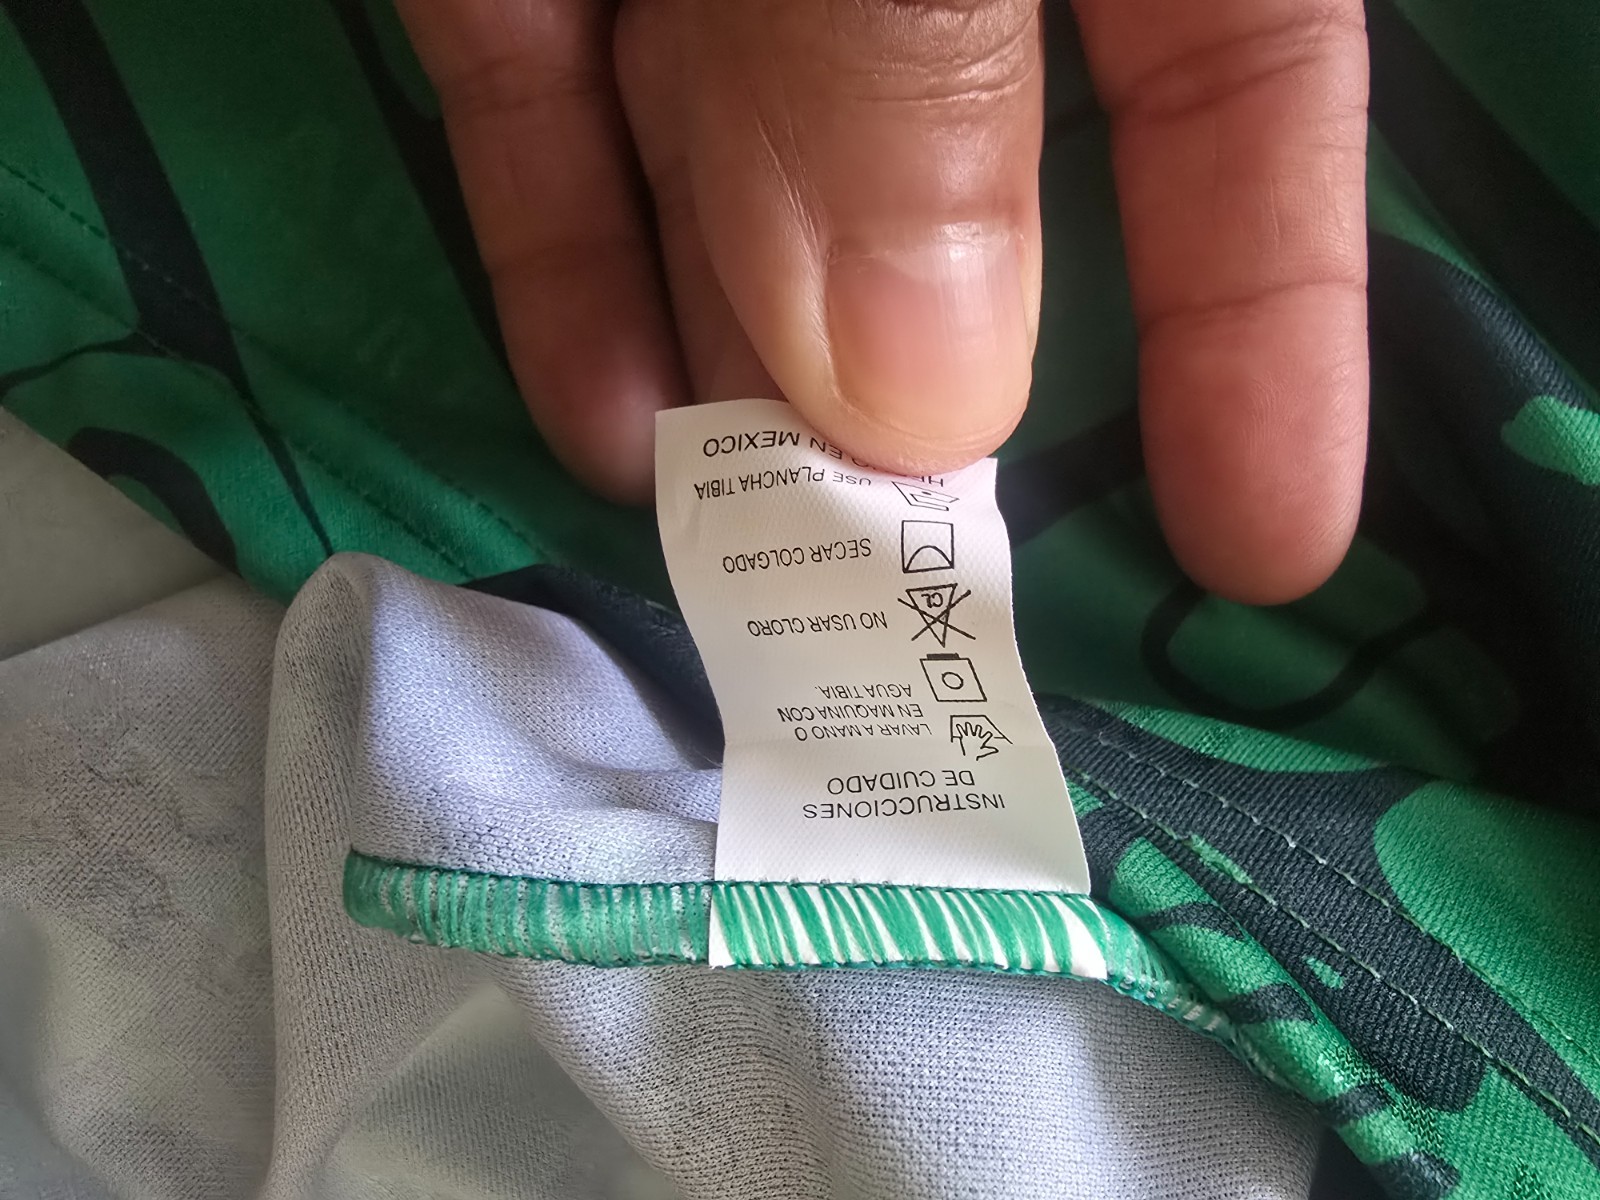 INSTRUCCIONES
DE CUIDADO
LAVAR A MANO O
EN MAQUINA CON
AGUA TIBIA.
CL
NO USAR CLORO
SECAR COLGADO
USE PLANCHA TIBIA
EN MEXICO